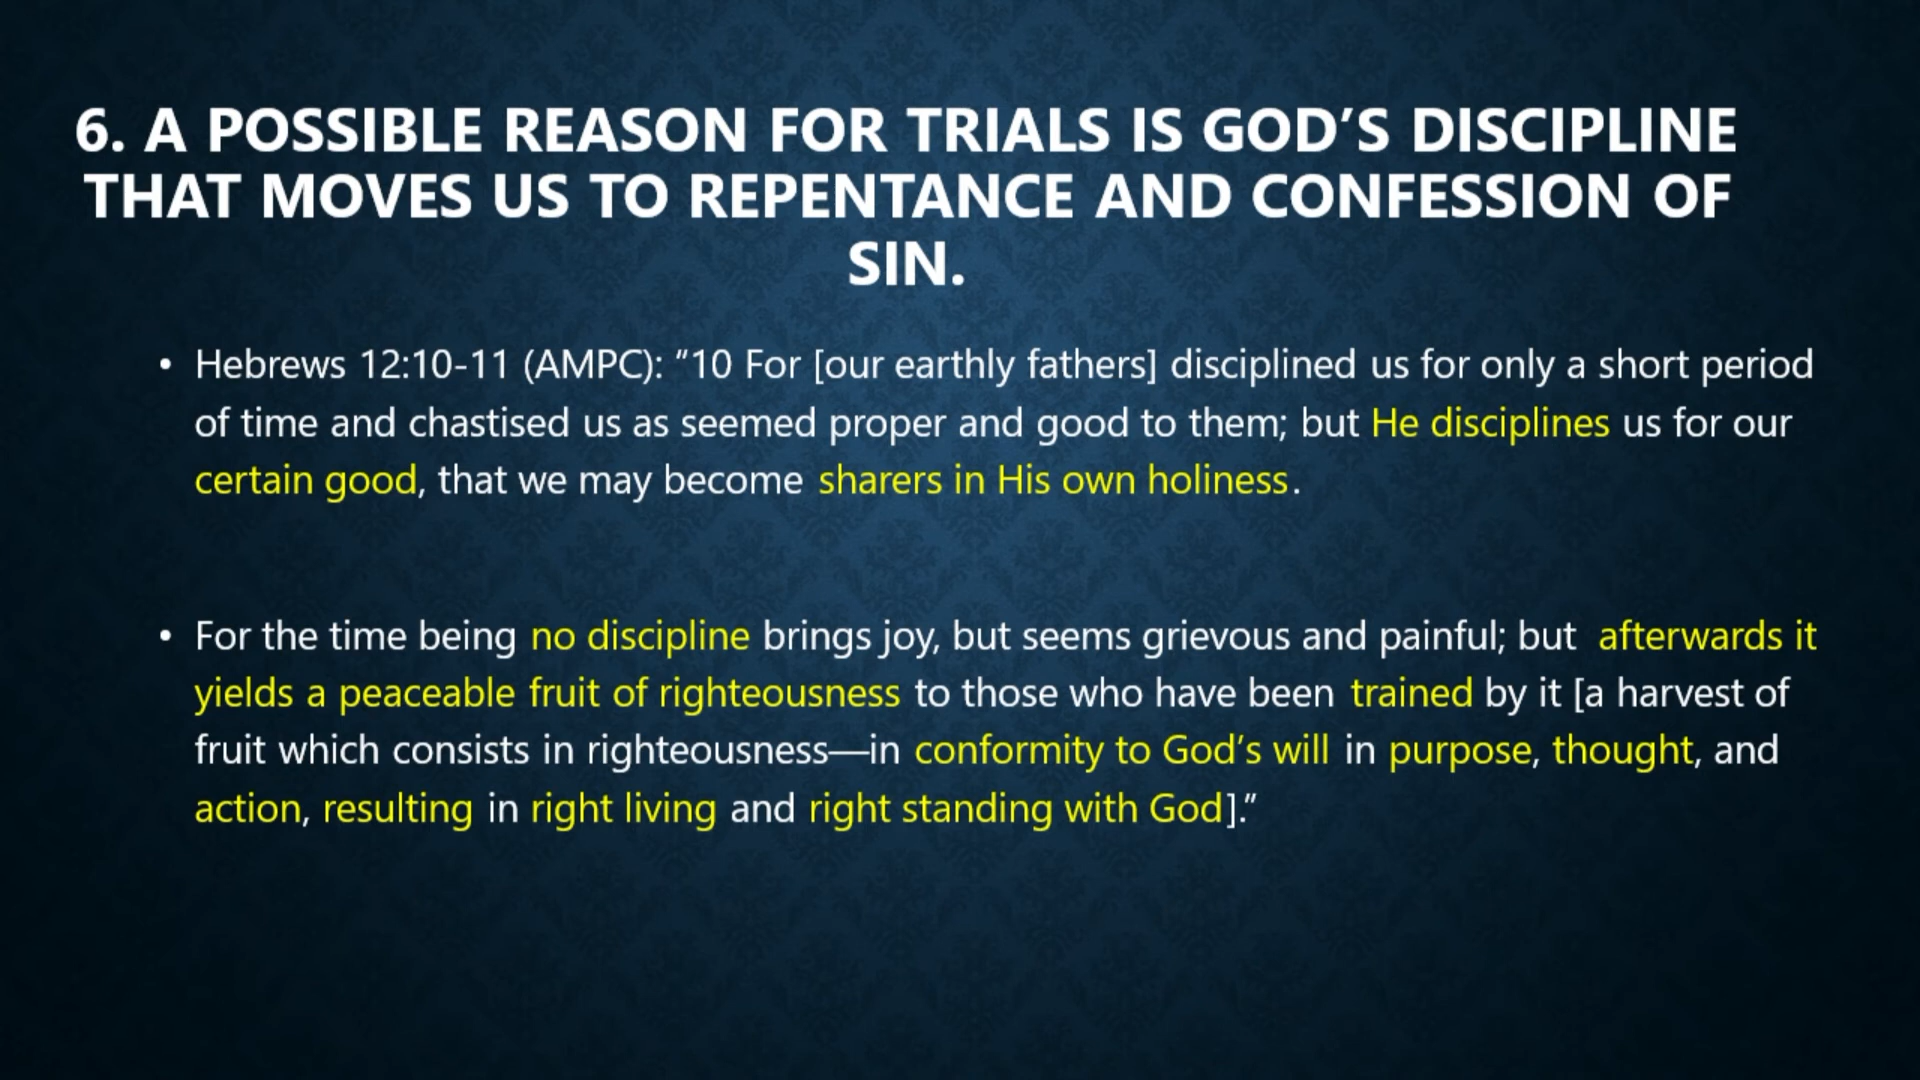 6. A POSSIBLE REASON FOR TRIALS IS GOD’S DISCIPLINE
THAT MOVES US TO REPENTANCE AND CONFESSION OF
SIN.
• Hebrews 12:10-11 (AMPC): “10 For [our earthly fathers] disciplined us for only a short period
of time and chastised us as seemed proper and good to them; but He disciplines us for our
certain good, that we may become sharers in His own holiness.
• For the time being no discipline brings joy, but seems grievous and painful; but afterwards it
yields a peaceable fruit of righteousness to those who have been trained by it [a harvest of
fruit which consists in righteousness—in conformity to God’s will in purpose, thought, and
action, resulting in right living and right standing with God].”